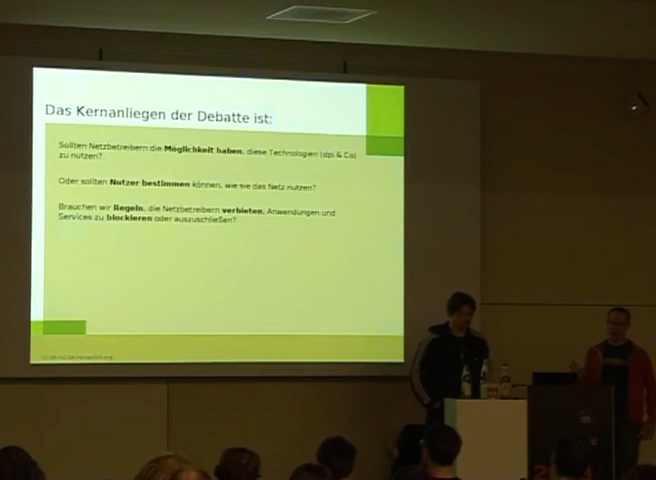 Das Kernanliegen der Debatte ist:
Sollten Netzbetreibern die Möglichkeit haben, diese Technologien (dpi & Co)
zu nutzen?
Oder sollten Nutzer bestimmen können, wie sie das Netz nutzen?
Brauchen wir Regeln, die Netzbetreibern verbieten, Anwendungen und
Services zu blockieren oder auszuschließen?